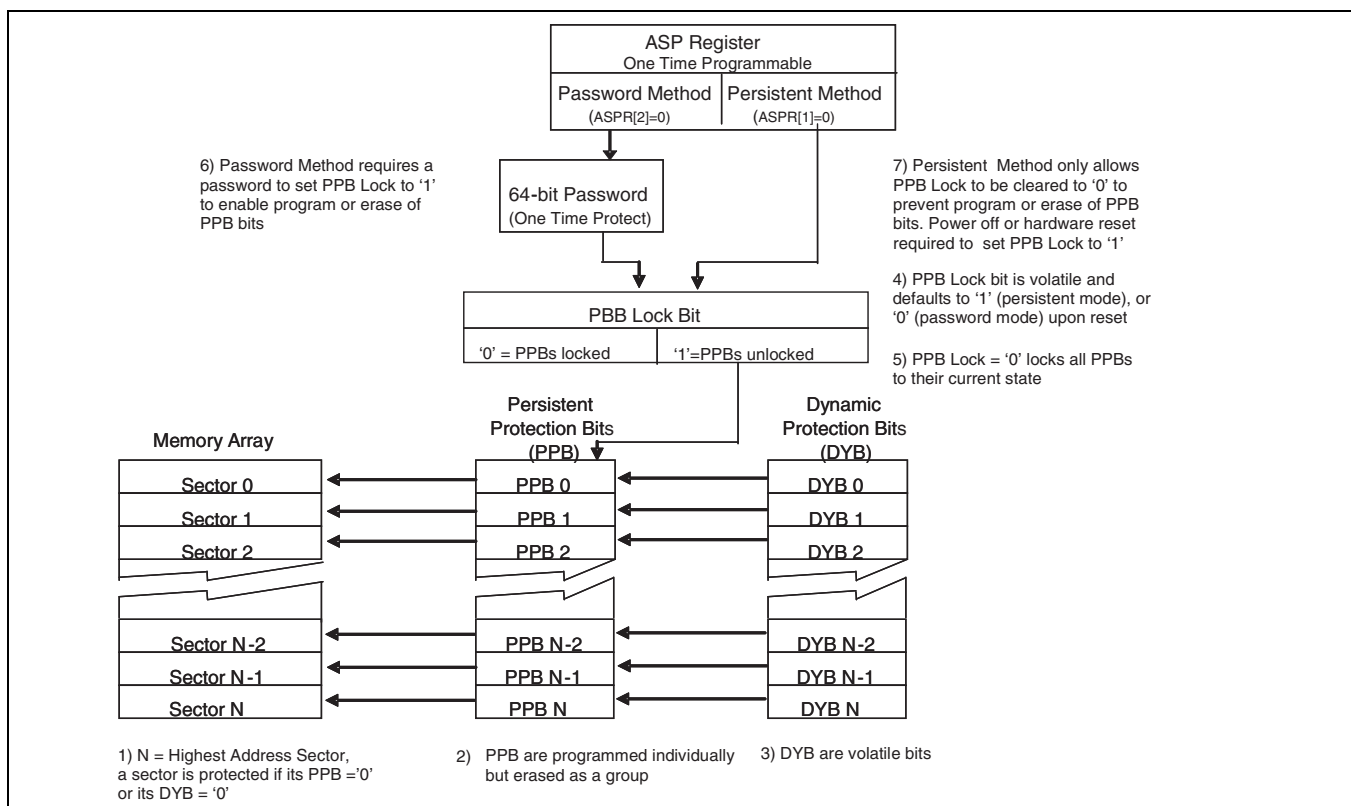 ASP Register
One Time Programmable
Password Method
(ASPR[2]=0)
Persistent Method
(ASPR[1]=0)
6) Password Method requires a
password to set PPB Lock to ‘1’
to enable program or erase of
PPB bits
64-bit Password
(One Time Protect)
7) Persistent Method only allows
PPB Lock to be cleared to ‘0’ to
prevent program or erase of PPB
bits. Power off or hardware reset
required to set PPB Lock to ‘1’
4) PPB Lock bit is volatile and
defaults to ‘1’ (persistent mode), or
‘0’ (password mode) upon reset
PBB Lock Bit
‘0’ = PPBs locked
‘1’=PPBs unlocked
5) PPB Lock = ‘0’ locks all PPBs
to their current state
Memory Array
Persistent
Protection Bits
(PPB)
Dynamic
Protection Bits
(DYB)
Sector 0
PPB 0
DYB 0
Sector 1
PPB 1
DYB 1
Sector 2
PPB 2
DYB 2
Sector N-2
PPB N-2
DYB N-2
Sector N-1
PPB N-1
DYB N-1
Sector N
PPB N
DYB N
1) N = Highest Address Sector,
a sector is protected if its PPB =‘0’
or its DYB = ‘0’
2) PPB are programmed individually
but erased as a group
3) DYB are volatile bits